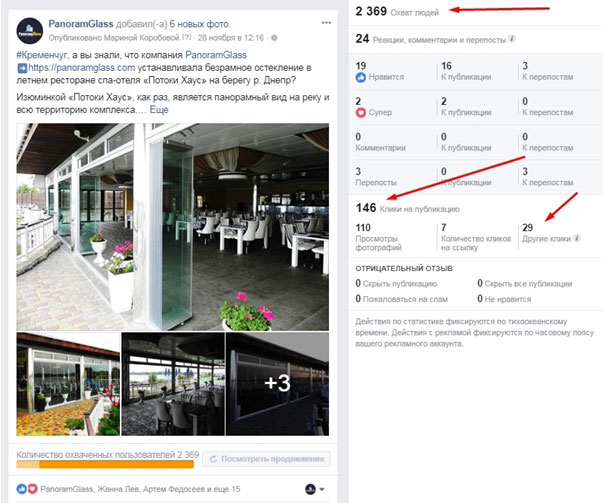 PanoramGlass добавил(-а) 6 новых фото.
Опубликовано Мариной Коробовой [?] · 28 ноября в 12:16 ·
#Кременчуг, а вы знали, что компания PanoramGlass
https://panoramglass.com устанавливала безрамное остекление в
летнем ресторане спа-отеля «Потоки Хаус» на берегу р. Днепр?
Изюминкой «Потоки Хаус», как раз, является панорамный вид на реку и
всю территорию комплекса.... Еще
+3
Количество охваченных пользователей 2 369
Посмотреть продвижение
PanoramGlass, Жанна Лев, Артем Федосеев и еще 15
2 369 Охват людей
24 Реакции, комментарии и перепосты
19 16 3
Нравится К публикации К перепостам
2 2 0
Супер К публикации К перепостам
0 0 0
Комментарии К публикации К перепостам
3 0 3
Перепосты К публикации К перепостам
146 Клики на публикацию
110 7 29
Просмотры фотографий Количество кликов на ссылку Другие клики
ОТРИЦАТЕЛЬНЫЙ ОТЗЫВ
0 Скрыть публикацию 0 Скрыть все публикации
0 Пожаловаться на спам 0 Не нравится
Действия по статистике фиксируются по тихоокеанскому
времени. Действия с рекламой фиксируются по часовому поясу
вашего рекламного аккаунта.